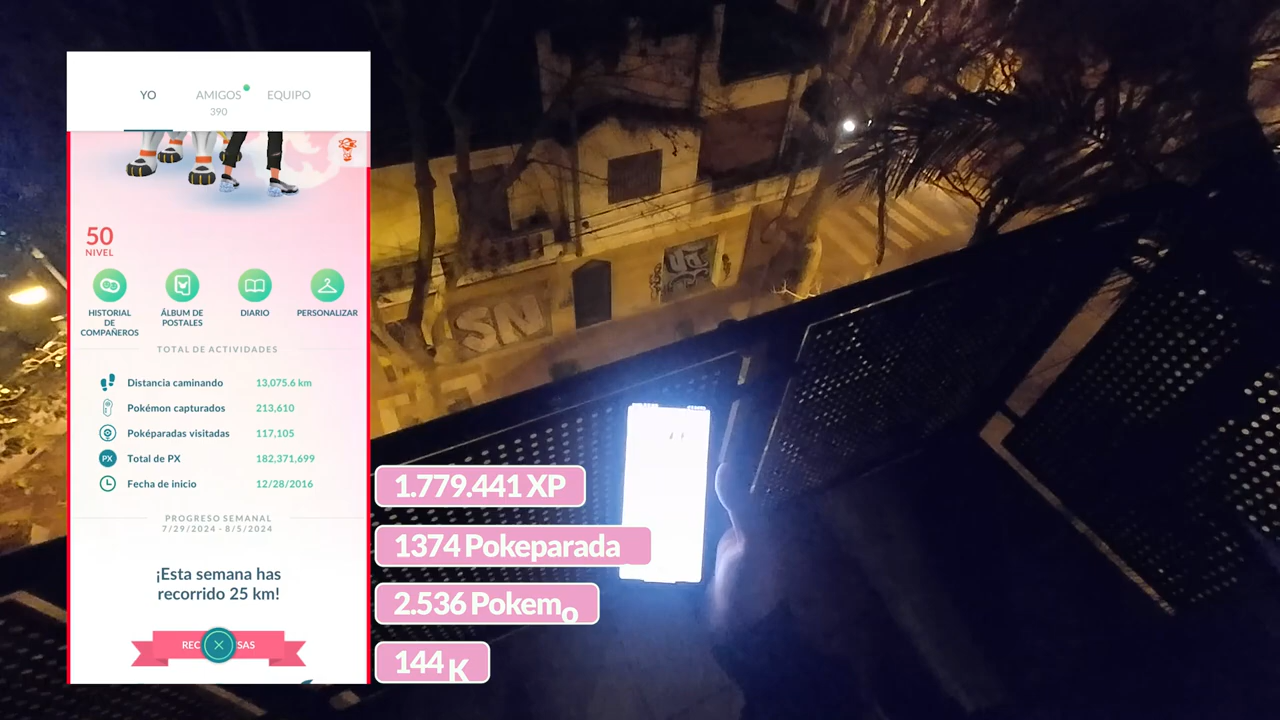 YO
AMIGOS
EQUIPO
390
50
NIVEL
HISTORIAL
DE
COMPAÑEROS
ÁLBUM DE
POSTALES
DIARIO
PERSONALIZAR
TOTAL DE ACTIVIDADES
Distancia caminando 13,075.6 km
Pokémon capturados 213,610
Poképaradas visitadas 117,105
PX Total de PX 182,371,699
Fecha de inicio 12/28/2016
PROGRESO SEMANAL
7/29/2024 - 8/5/2024
¡Esta semana has
recorrido 25 km!
REC SAS
1.779.441 XP
1374 Pokeparada
2.536 Pokemo
144 K
SN